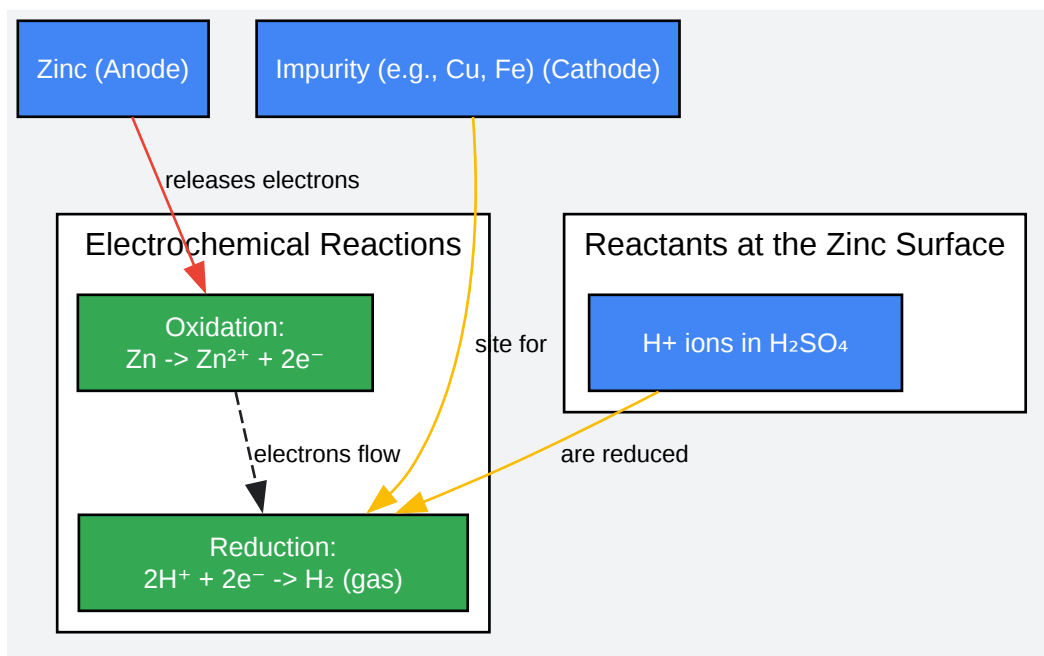 Zinc (Anode)
Impurity (e.g., Cu, Fe) (Cathode)
releases electrons
Electrochemical Reactions
Reactants at the Zinc Surface
Oxidation:
Zn -> Zn²⁺ + 2e⁻
site for
H+ ions in H₂SO₄
electrons flow
are reduced
Reduction:
2H⁺ + 2e⁻ -> H₂ (gas)